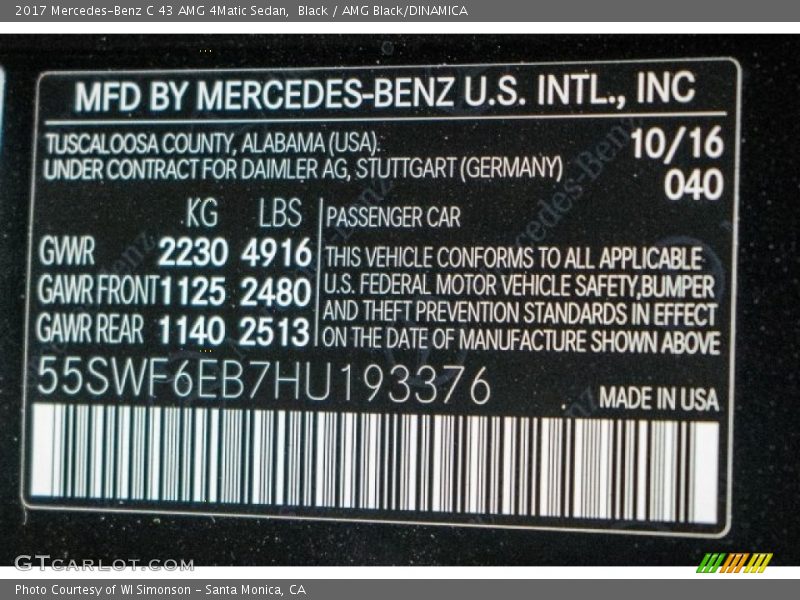 2017 Mercedes-Benz C 43 AMG 4Matic Sedan,  Black / AMG Black/DINAMICA
MFD BY MERCEDES-BENZ U.S. INTL., INC
TUSCALOOSA COUNTY, ALABAMA (USA).
UNDER CONTRACT FOR DAIMLER AG, STUTTGART (GERMANY)
10/16
040
KG LBS
GVWR 2230 4916
GAWR FRONT 1125 2480
GAWR REAR 1140 2513
PASSENGER CAR
THIS VEHICLE CONFORMS TO ALL APPLICABLE
U.S. FEDERAL MOTOR VEHICLE SAFETY,BUMPER
AND THEFT PREVENTION STANDARDS IN EFFECT
ON THE DATE OF MANUFACTURE SHOWN ABOVE
55SWF6EB7HU193376
MADE IN USA
GTcarlot.com
Photo Courtesy of WI Simonson - Santa Monica, CA